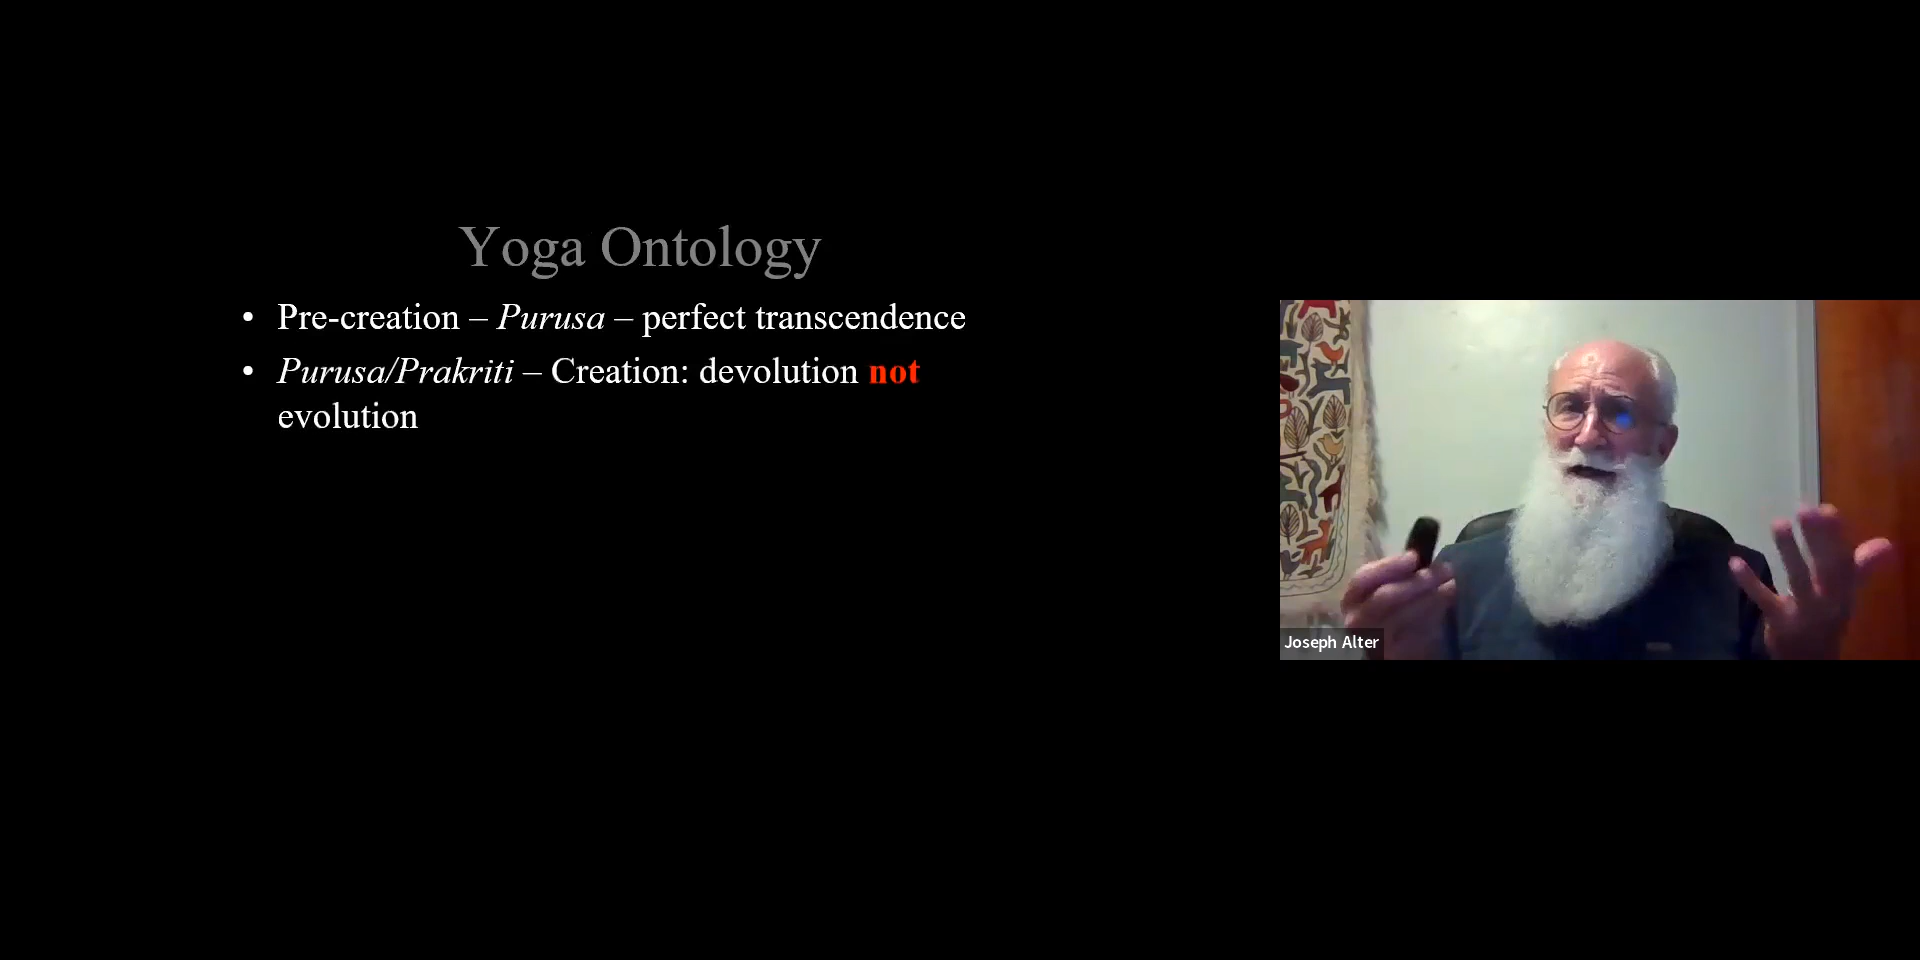 Yoga Ontology
• Pre-creation – Purusa – perfect transcendence
• Purusa/Prakriti – Creation: devolution not
evolution
Joseph Alter